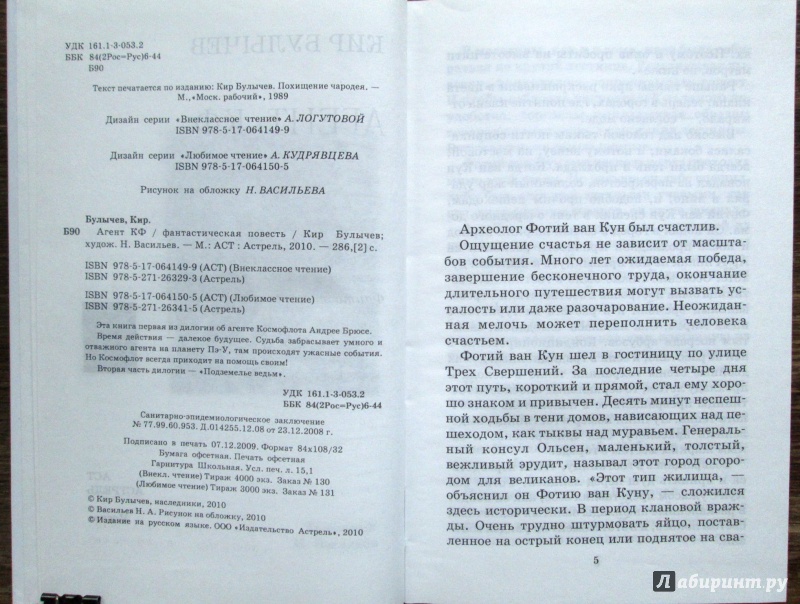 УДК 161.1-3-053.2
ББК 84(2Рос=Рус)6-44
Б90
Текст печатается по изданию: Кир Булычев. Похищение чародея. —
М., «Моск. рабочий», 1989
Дизайн серии «Внеклассное чтение» А. ЛОГУТОВОЙ
ISBN 978-5-17-064149-9
Дизайн серии «Любимое чтение» А. КУДРЯВЦЕВА
ISBN 978-5-17-064150-5
Рисунок на обложку Н. ВАСИЛЬЕВА
Булычев, Кир.
Б90 Агент КФ / фантастическая повесть / Кир Булычев;
худож. Н. Васильев. — М.: АСТ : Астрель, 2010. — 286,[2] с.
ISBN 978-5-17-064149-9 (АСТ) (Внеклассное чтение)
ISBN 978-5-271-26329-3 (Астрель)
ISBN 978-5-17-064150-5 (АСТ) (Любимое чтение)
ISBN 978-5-271-26341-5 (Астрель)
Эта книга первая из дилогии об агенте Космофлота Андрее Брюсе.
Время действия — далекое будущее. Судьба забрасывает умного и
отважного агента на планету Пэ-У, там происходят ужасные события.
Но Космофлот всегда приходит на помощь своим!
Вторая часть дилогии — «Подземелье ведьм».
УДК 161.1-3-053.2
ББК 84(2Рос=Рус)6-44
Санитарно-эпидемиологическое заключение
№ 77.99.60.953. Д.014255.12.08 от 23.12.2008 г.
Подписано в печать 07.12.2009. Формат 84х108/32
Бумага офсетная. Печать офсетная
Гарнитура Школьная. Усл. печ. л. 15,1
(Внекл. чтение) Тираж 4000 экз. Заказ № 130
(Любимое чтение) Тираж 3000 экз. Заказ № 131
© Кир Булычев, наследники, 2010
© Васильев Н. А. Рисунок на обложку, 2010
© Издание на русском языке. ООО «Издательство Астрель», 2010
Археолог Фотий ван Кун был счастлив.
Ощущение счастья не зависит от масшта-
бов события. Много лет ожидаемая победа,
завершение бесконечного труда, окончание
длительного путешествия могут вызвать ус-
талость или даже разочарование. Неожидан-
ная мелочь может переполнить человека
счастьем.
Фотий ван Кун шел в гостиницу по улице
Трех Свершений. За последние четыре дня
этот путь, короткий и прямой, стал ему хоро-
шо знаком и привычен. Десять минут неспеш-
ной ходьбы в тени домов, нависающих над пе-
шеходом, как тыквы над муравьем. Генераль-
ный консул Ольсен, маленький, толстый,
вежливый эрудит, называл этот город огоро-
дом для великанов. «Этот тип жилища, —
объяснил он Фотию ван Куну, — сложился
здесь исторически. В период клановой враж-
ды. Очень трудно штурмовать яйцо, постав-
ленное на острый конец или поднятое на сва-
5
Лабиринт.ру